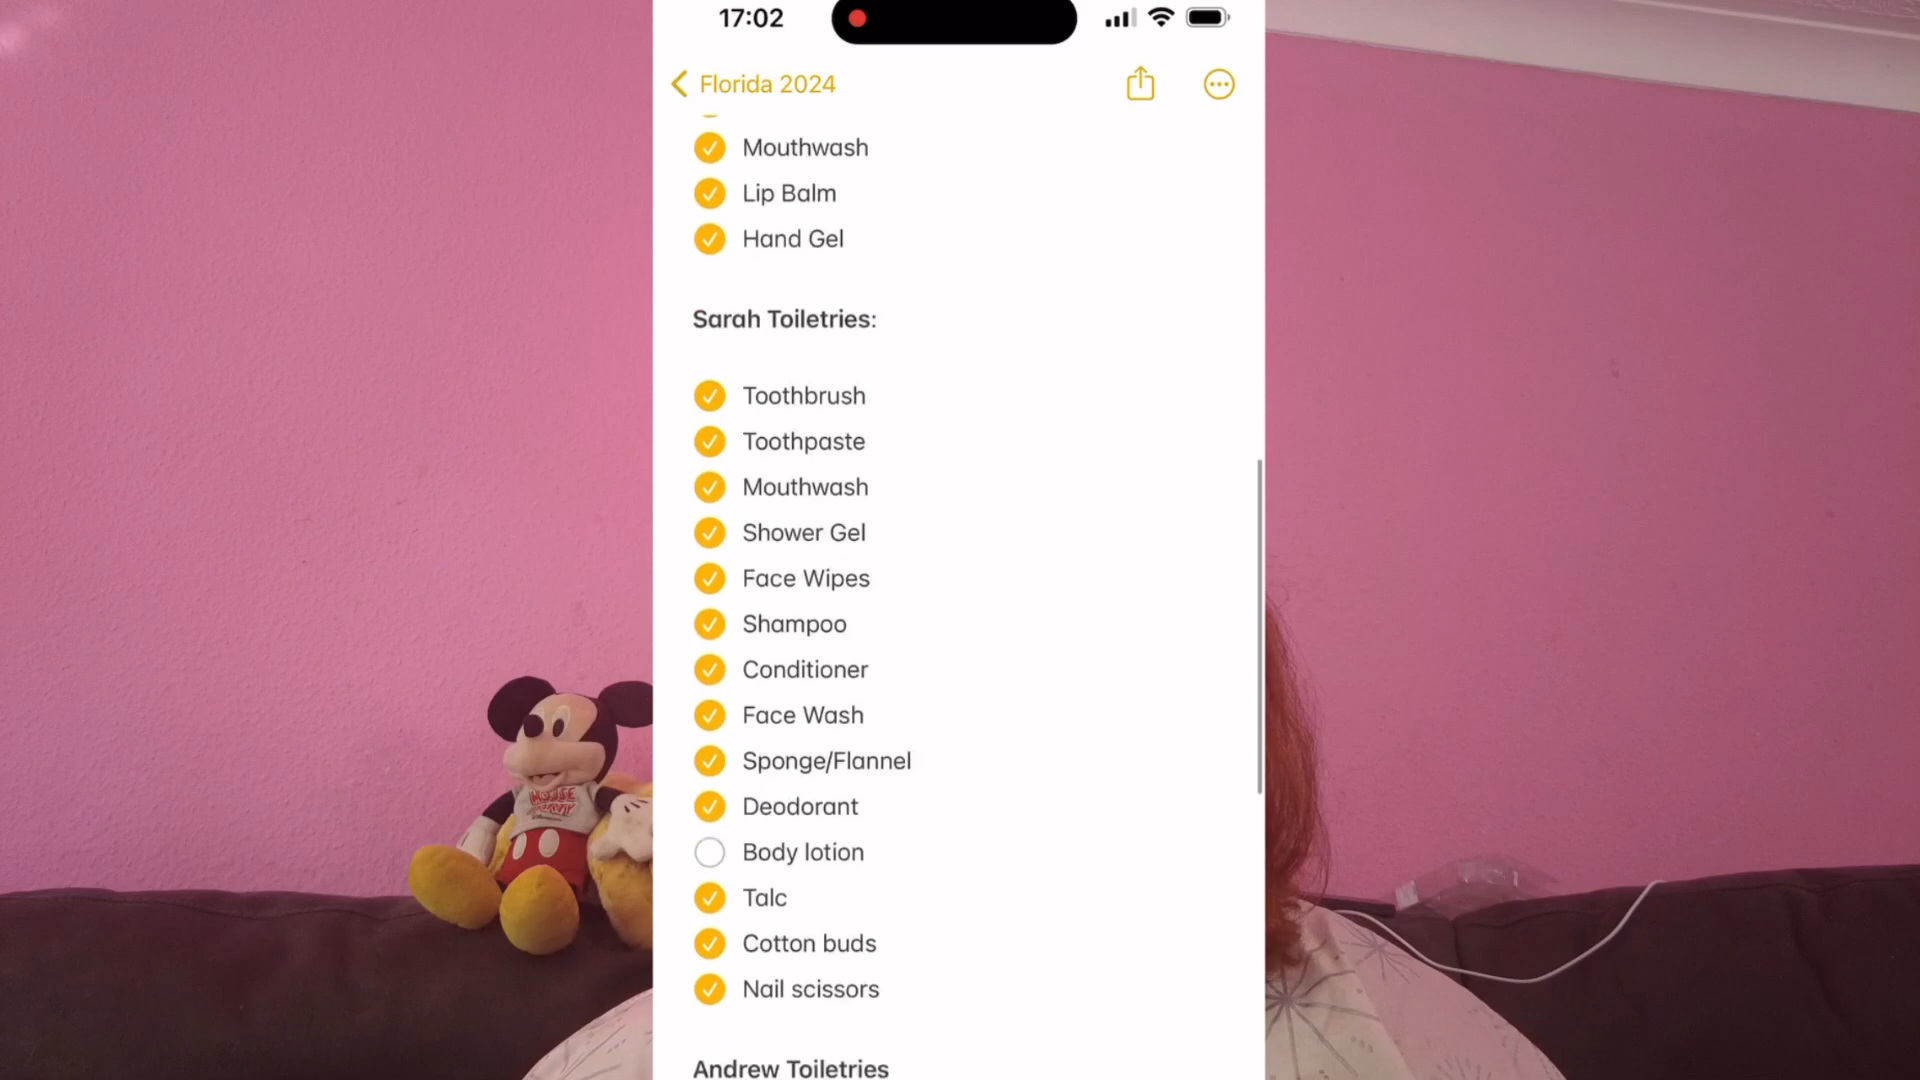 17:02
Florida 2024
Mouthwash
Lip Balm
Hand Gel
Sarah Toiletries:
Toothbrush
Toothpaste
Mouthwash
Shower Gel
Face Wipes
Shampoo
Conditioner
Face Wash
Sponge/Flannel
Deodorant
Body lotion
Talc
Cotton buds
Nail scissors
Andrew Toiletries